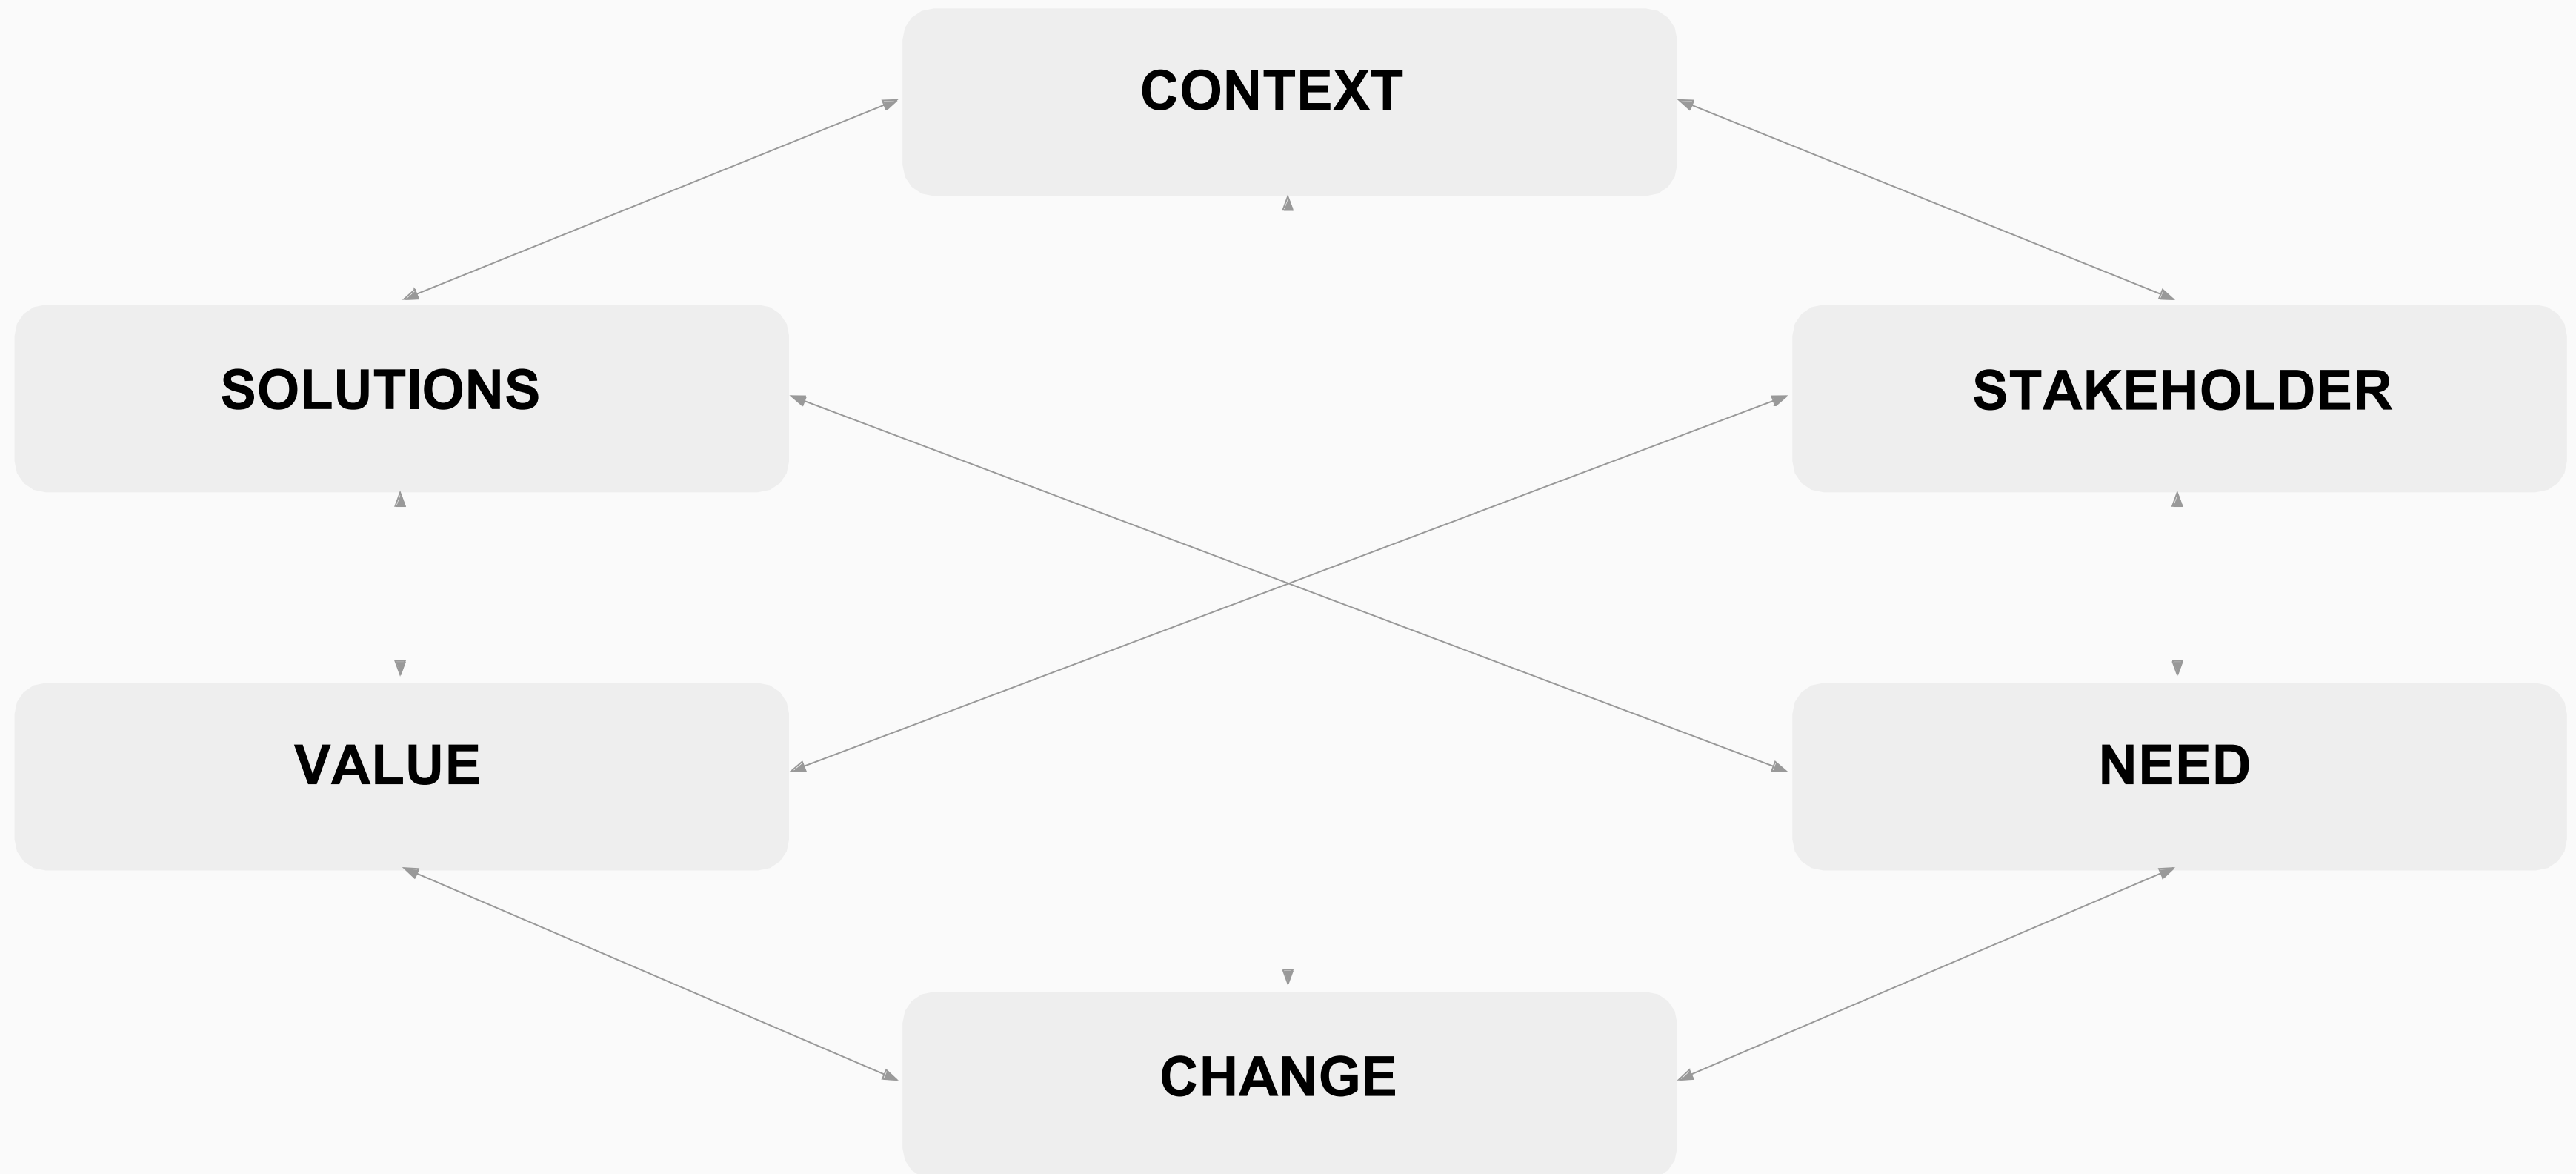 CONTEXT
SOLUTIONS
STAKEHOLDER
VALUE
NEED
CHANGE